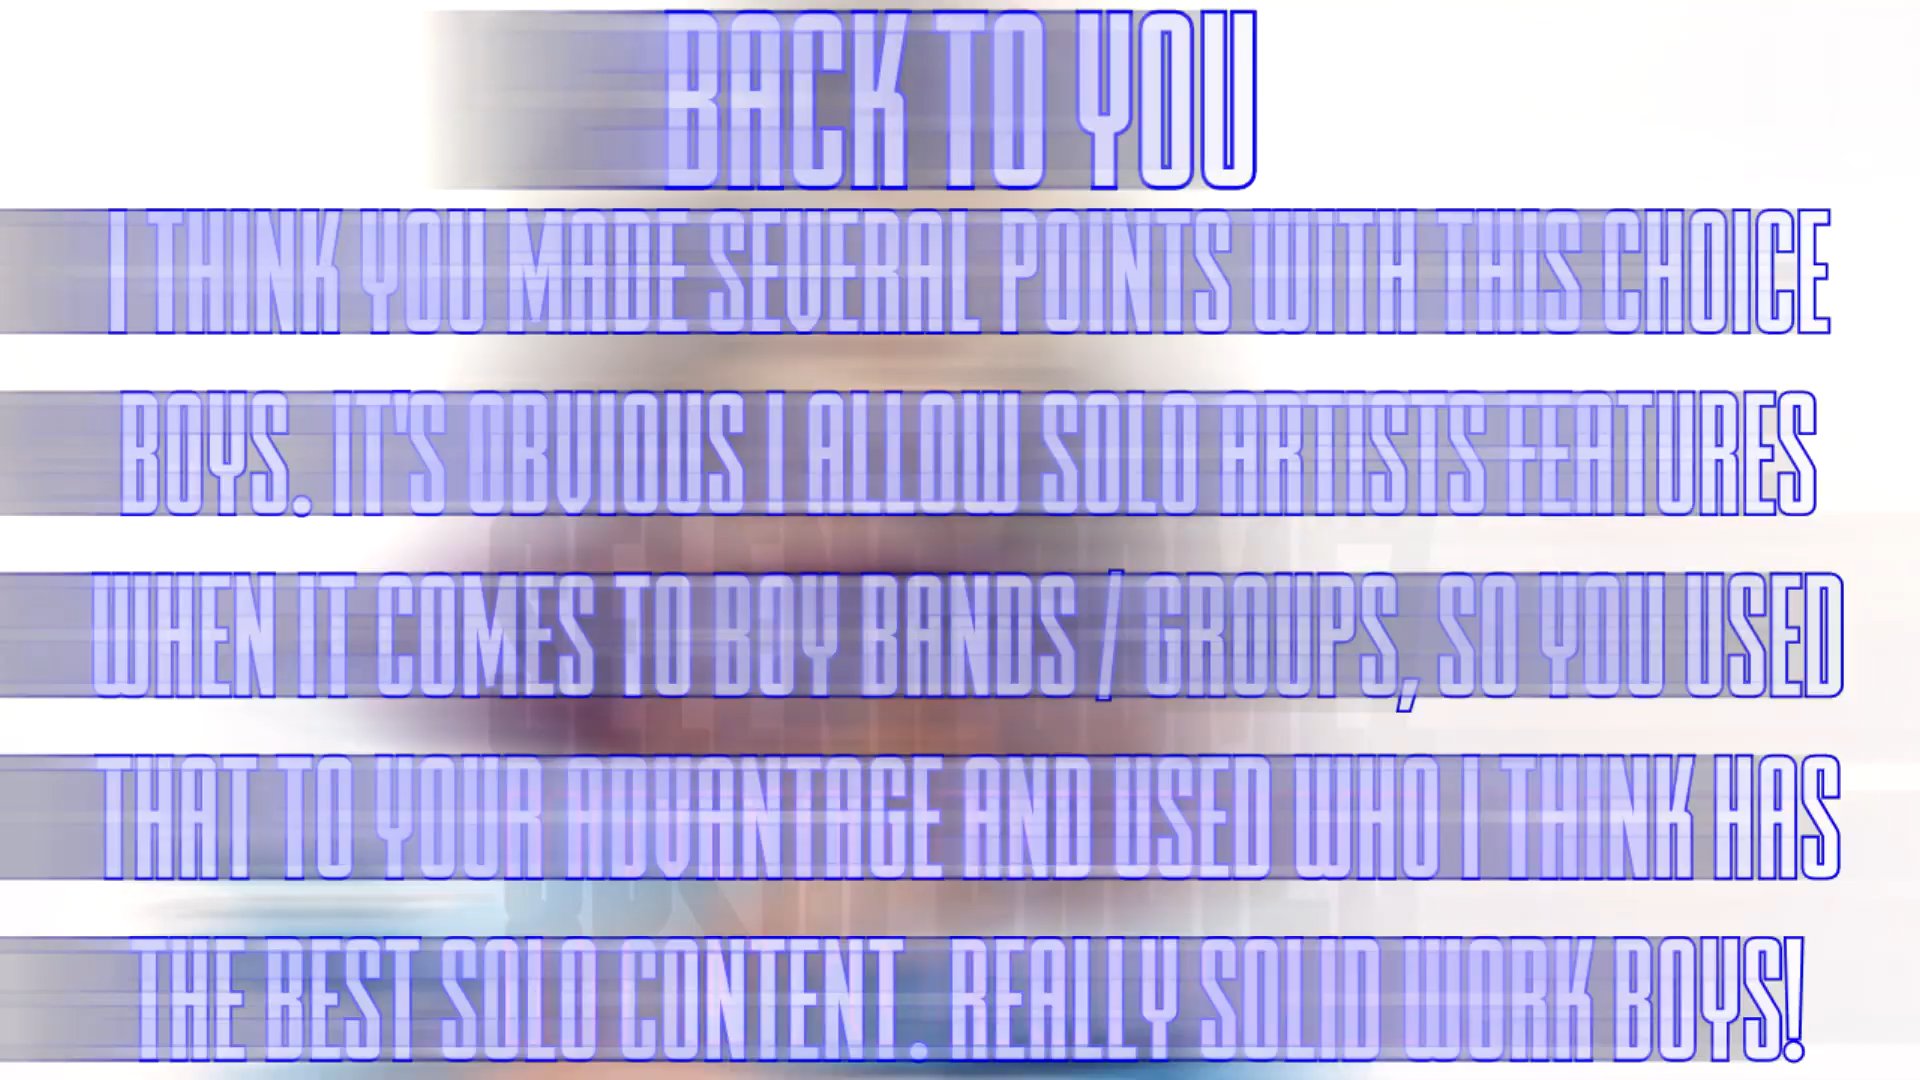 BACK TO YOU
I THINK YOU MADE SEVERAL POINTS WITH THIS CHOICE
BOYS. IT'S OBVIOUS I ALLOW SOLO ARTISTS FEATURES
WHEN IT COMES TO BOY BANDS / GROUPS, SO YOU USED
THAT TO YOUR ADVANTAGE AND USED WHO I THINK HAS
THE BEST SOLO CONTENT. REALLY SOLID WORK BOYS!